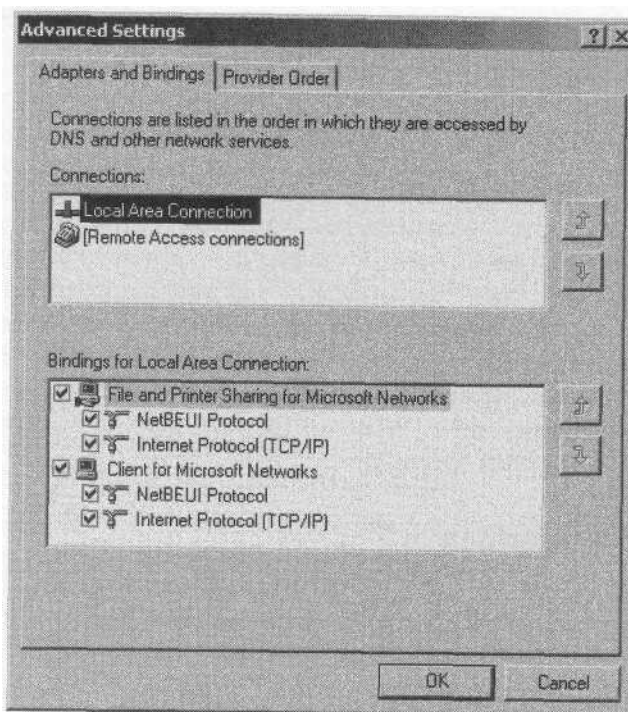 Advanced Settings
? X
Adapters and Bindings
Provider Order
Connections are listed in the order in which they are accessed by
DNS and other network services.
Connections:
Local Area Connection
[Remote Access connections]
Bindings for Local Area Connection:
File and Printer Sharing for Microsoft Networks
NetBEUI Protocol
Internet Protocol (TCP/IP)
Client for Microsoft Networks
NetBEUI Protocol
Internet Protocol (TCP/IP)
OK
Cancel